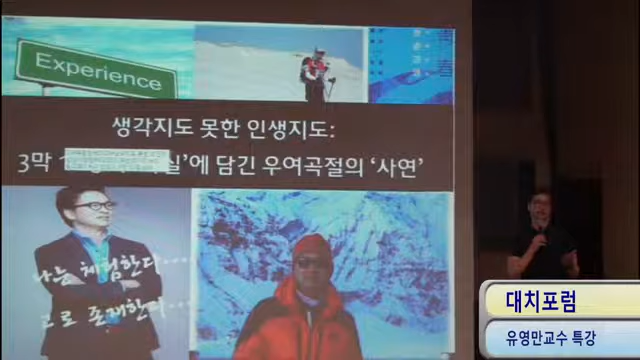 Experience
생각지도 못한 인생지도:
3막 실’에 담긴 우여곡절의 ‘사연’
나는 체험한다....
고로 존재한다...
대치포럼
유영만교수 특강